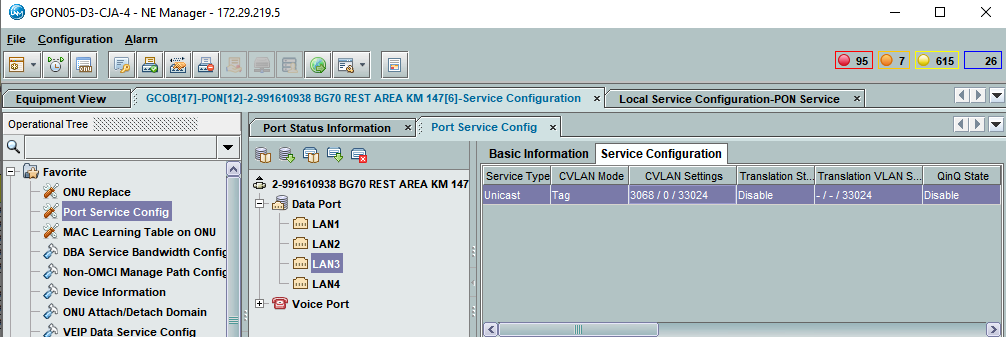 GPON05-D3-CJA-4 - NE Manager - 172.29.219.5
File Configuration Alarm
95 7 615 26
Equipment View GCOB[17]-PON[12]-2-991610938 BG70 REST AREA KM 147[6]-Service Configuration × Local Service Configuration-PON Service ×
Operational Tree
Favorite
ONU Replace
Port Service Config
MAC Learning Table on ONU
DBA Service Bandwidth Config
Non-OMCI Manage Path Config
Device Information
ONU Attach/Detach Domain
VEIP Data Service Config
Port Status Information × Port Service Config ×
2-991610938 BG70 REST AREA KM 147
Data Port
LAN1
LAN2
LAN3
LAN4
Voice Port
Basic Information Service Configuration
Service Type CVLAN Mode CVLAN Settings Translation St... Translation VLAN S... QinQ State
Unicast Tag 3068 / 0 / 33024 Disable - / - / 33024 Disable